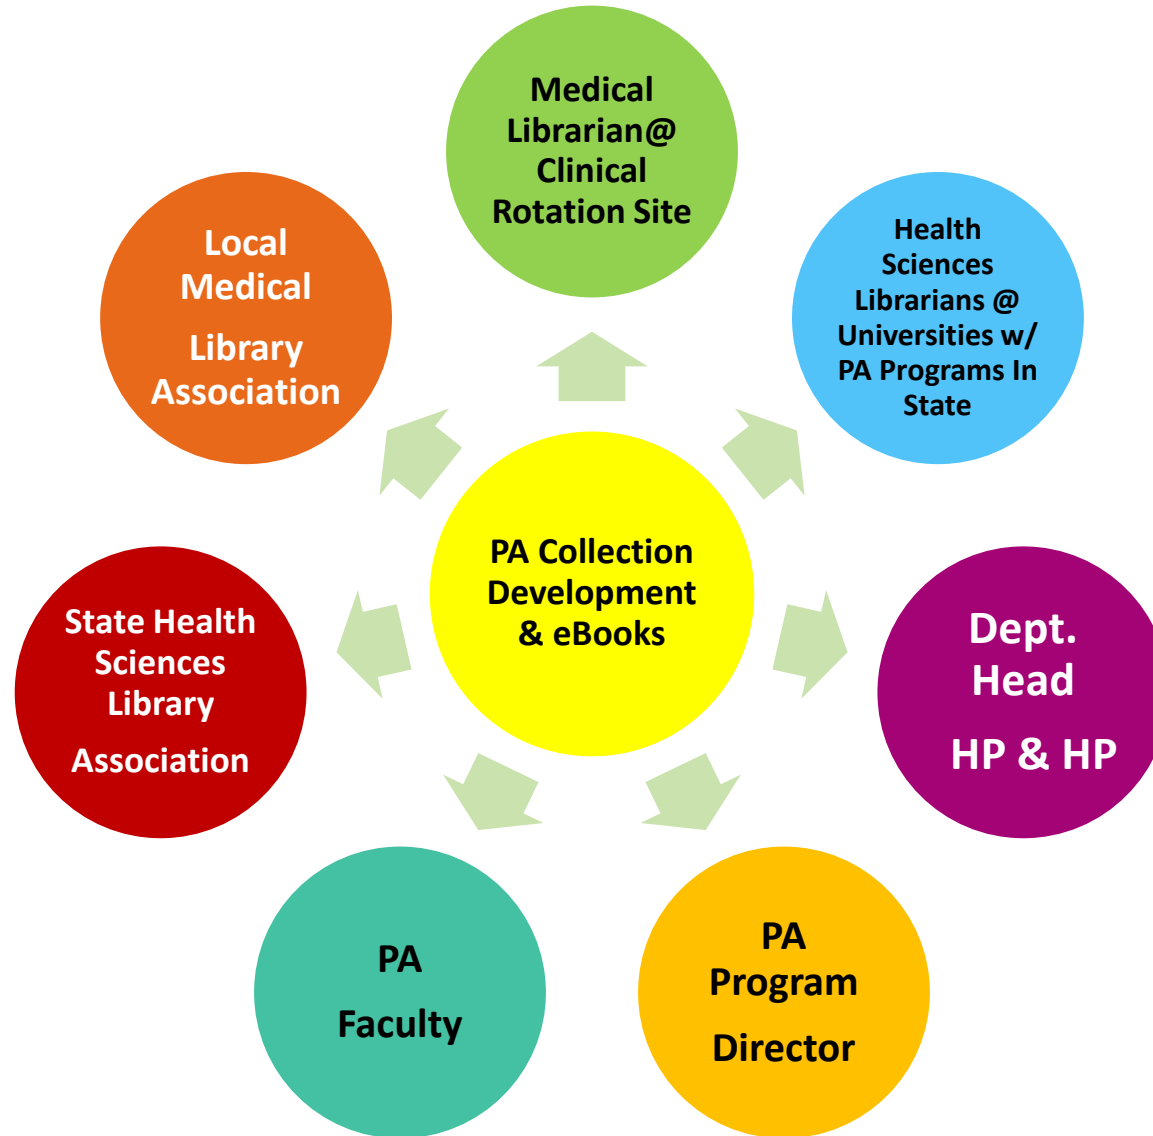 Medical
Librarian@
Clinical
Rotation Site
Health
Sciences
Librarians @
Universities w/
PA Programs In
State
Dept.
Head
HP & HP
PA
Program
Director
PA
Faculty
State Health
Sciences
Library
Association
Local
Medical
Library
Association
PA Collection
Development
& eBooks